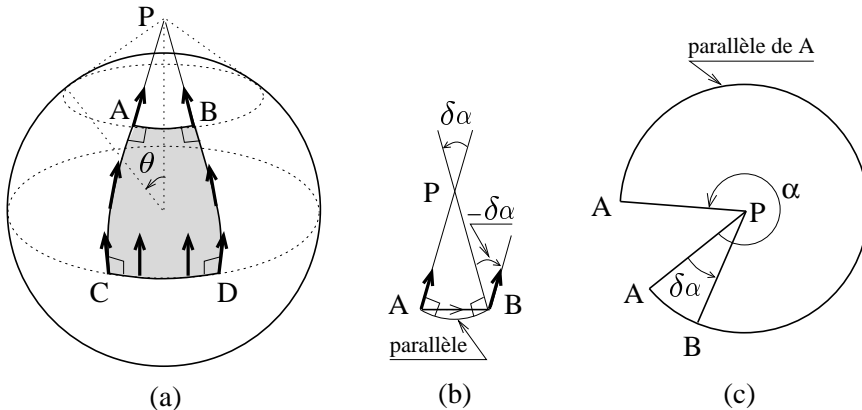 P
A
B
θ
C
D
(a)
δα
P
−δα
A
B
parallèle
(b)
parallèle de A
A
P
α
A
δα
B
(c)